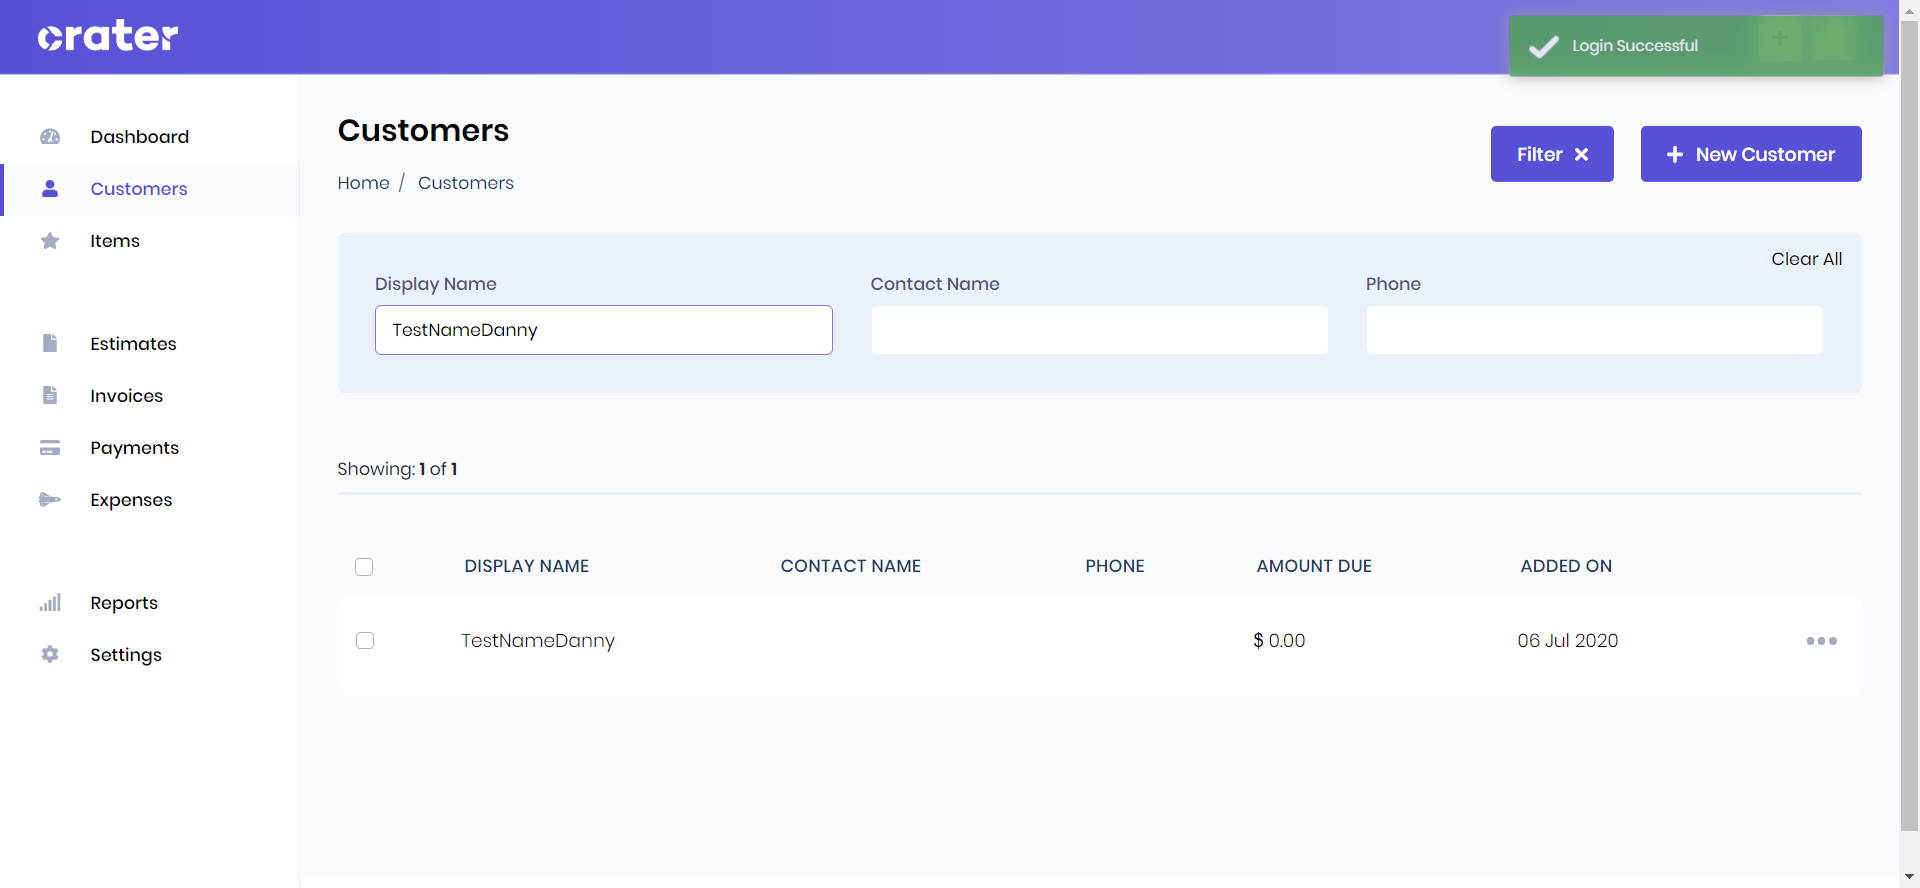 crater
Login Successful
Dashboard
Customers
Items
Estimates
Invoices
Payments
Expenses
Reports
Settings
Customers
Home / Customers
Filter
New Customer
Clear All
Display Name
Contact Name
Phone
TestNameDanny
Showing: 1 of 1
DISPLAY NAME CONTACT NAME PHONE AMOUNT DUE ADDED ON
TestNameDanny $ 0.00 06 Jul 2020